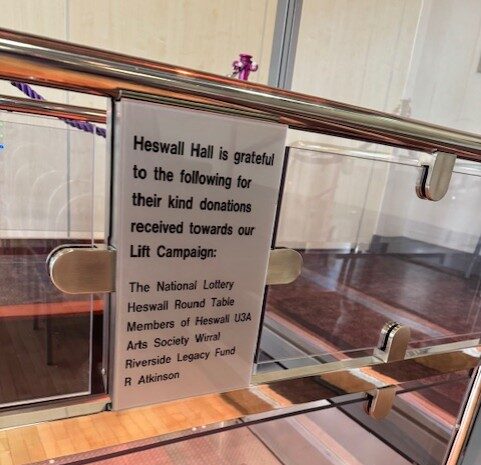 Heswall Hall is grateful
to the following for
their kind donations
received towards our
Lift Campaign:
The National Lottery
Heswall Round Table
Members of Heswall U3A
Arts Society Wirral
Riverside Legacy Fund
R Atkinson